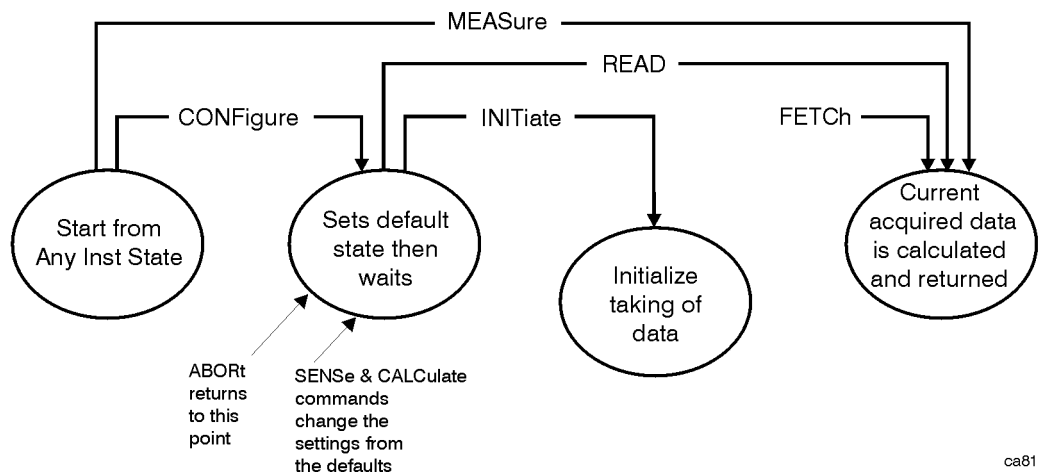 MEASure
READ
CONFigure
INITiate
FETCh
Start from
Any Inst State
Sets default
state then
waits
Initialize
taking of
data
Current
acquired data
is calculated
and returned
ABORt
returns
to this
point
SENSe & CALCulate
commands
change the
settings from
the defaults
ca81